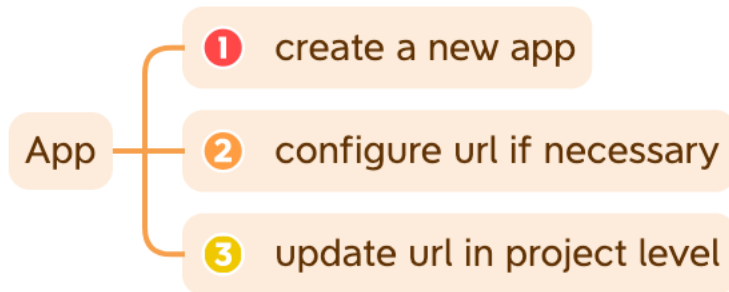 App
1 create a new app
2 configure url if necessary
3 update url in project level